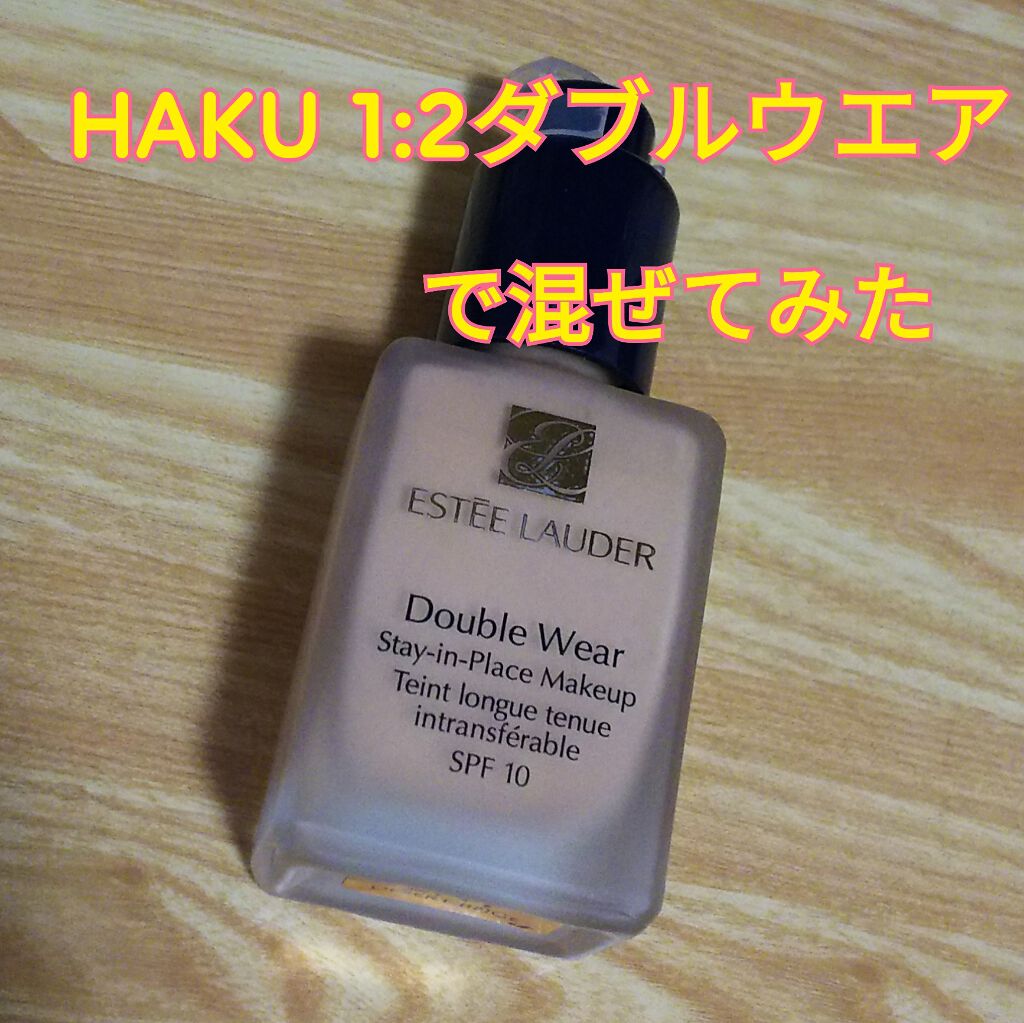 HAKU 1:2ダブルウエア
で混ぜてみた
ESTĒE LAUDER
Double Wear
Stay-in-Place Makeup
Teint longue tenue
intransférable
SPF 10